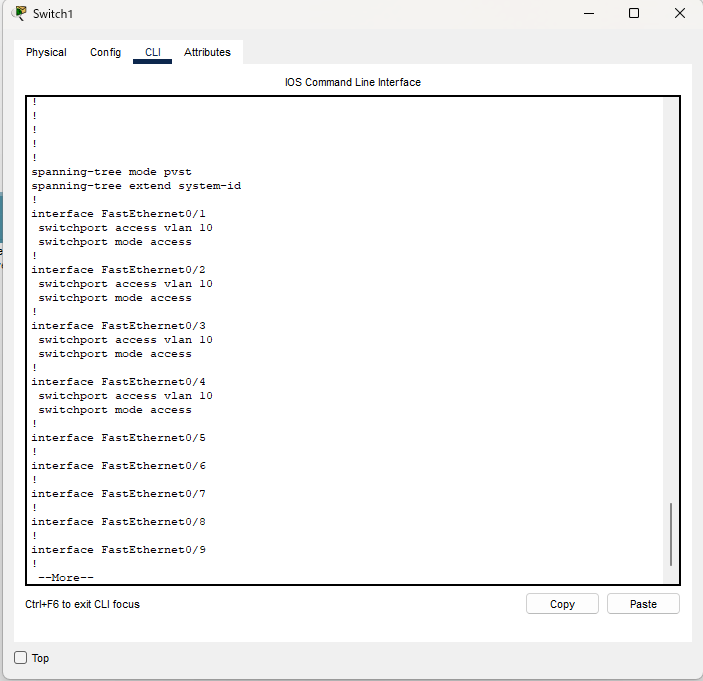 Switch1
Physical Config CLI Attributes
IOS Command Line Interface
!
!
!
!
!
spanning-tree mode pvst
spanning-tree extend system-id
!
interface FastEthernet0/1
switchport access vlan 10
switchport mode access
!
interface FastEthernet0/2
switchport access vlan 10
switchport mode access
!
interface FastEthernet0/3
switchport access vlan 10
switchport mode access
!
interface FastEthernet0/4
switchport access vlan 10
switchport mode access
!
interface FastEthernet0/5
!
interface FastEthernet0/6
!
interface FastEthernet0/7
!
interface FastEthernet0/8
!
interface FastEthernet0/9
!
--More--
Ctrl+F6 to exit CLI focus
Copy Paste
Top